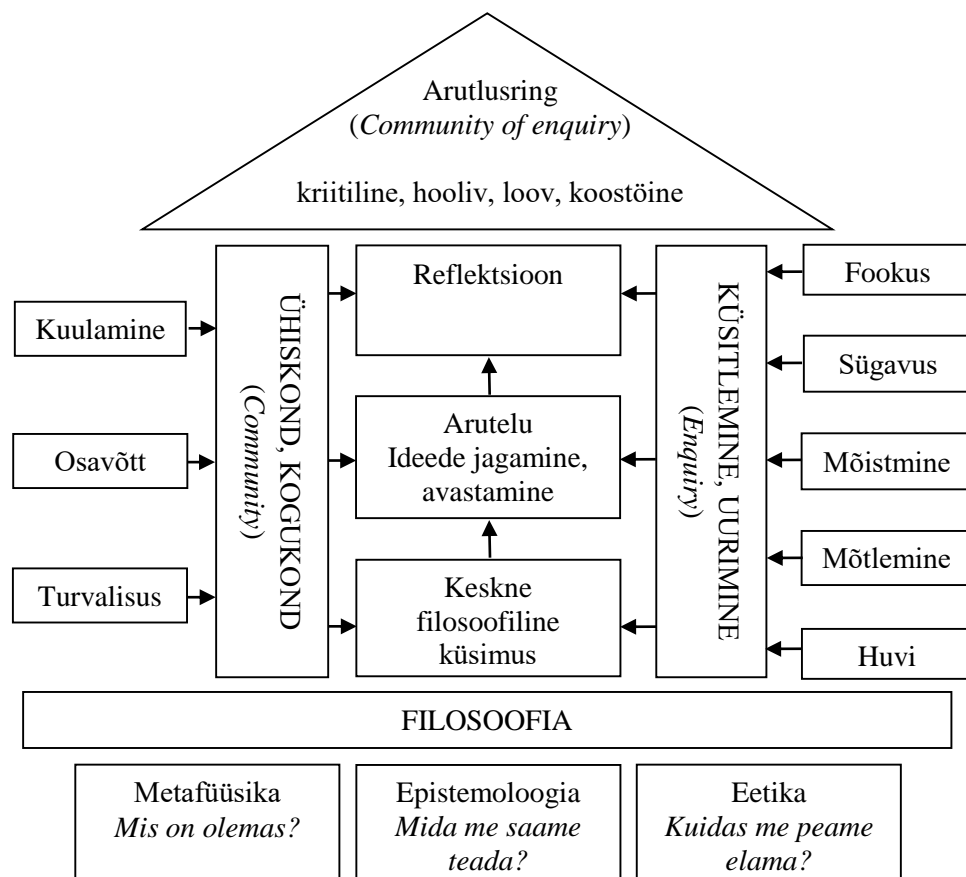 Arutlusring
(Community of enquiry)
kriitiline, hooliv, loov, koostöine
Kuulamine
Osavõtt
Turvalisus
ÜHISKOND, KOGUKOND
(Community)
Reflektsioon
Arutelu
Ideede jagamine,
avastamine
Keskne
filosoofiline
küsimus
KÜSITLEMINE, UURIMINE
(Enquiry)
Fookus
Sügavus
Mõistmine
Mõtlemine
Huvi
FILOSOOFIA
Metafüüsika
Mis on olemas?
Epistemoloogia
Mida me saame
teada?
Eetika
Kuidas me peame
elama?